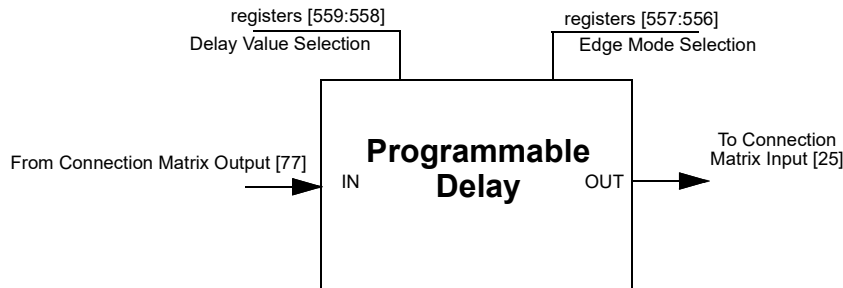 registers [559:558]
Delay Value Selection
registers [557:556]
Edge Mode Selection
From Connection Matrix Output [77]
IN
Programmable
Delay
OUT
To Connection
Matrix Input [25]